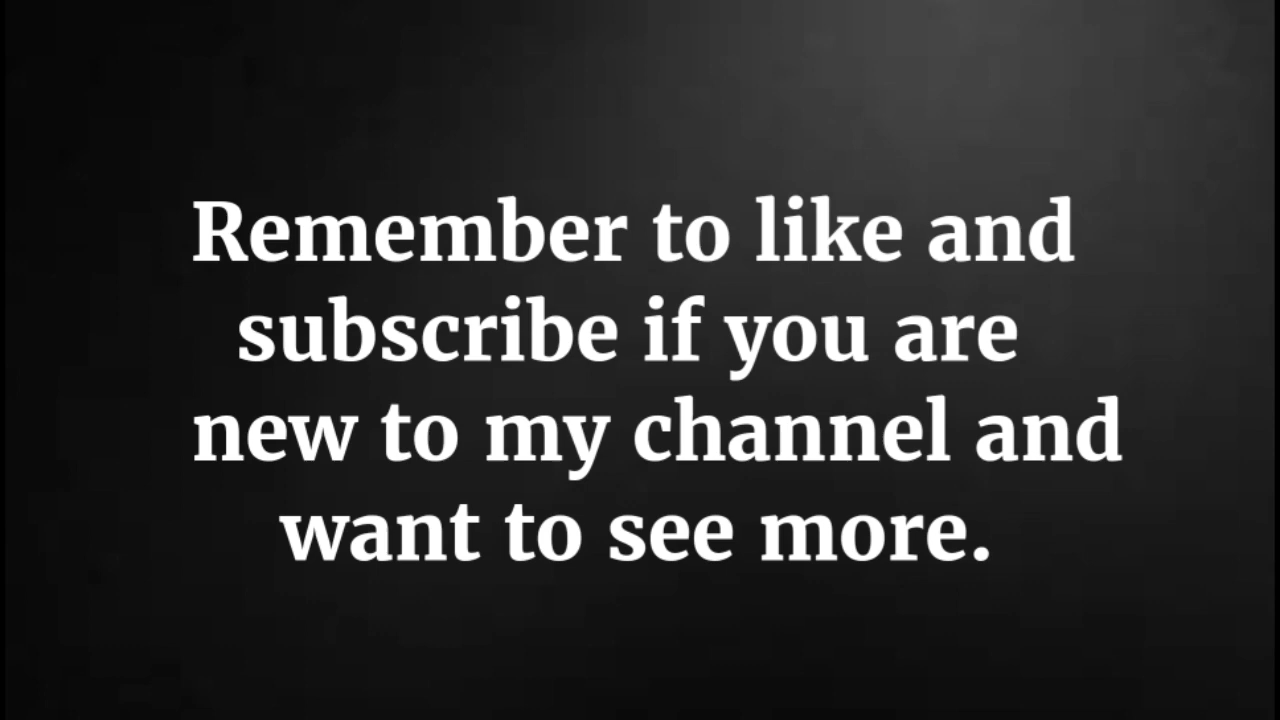 Remember to like and
subscribe if you are
new to my channel and
want to see more.